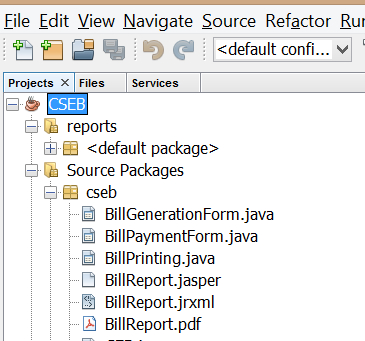 File Edit View Navigate Source Refactor Run
<default confi...
Projects Files Services
CSEB
reports
<default package>
Source Packages
cseb
BillGenerationForm.java
BillPaymentForm.java
BillPrinting.java
BillReport.jasper
BillReport.jrxml
BillReport.pdf